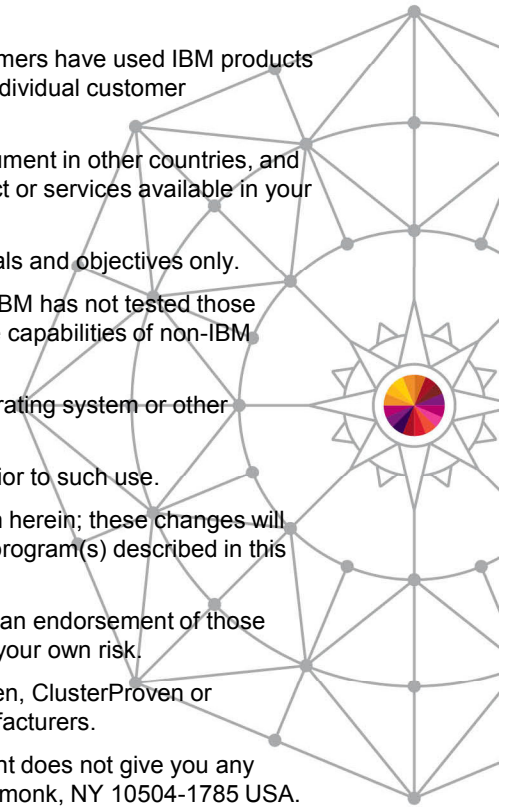 mers have used IBM products
dividual customer
ument in other countries, and
ct or services available in your
als and objectives only.
IBM has not tested those
capabilities of non-IBM
rating system or other
ior to such use.
herein; these changes will
program(s) described in this
an endorsement of those
your own risk.
en, ClusterProven or
facturers.
nt does not give you any
monk, NY 10504-1785 USA.